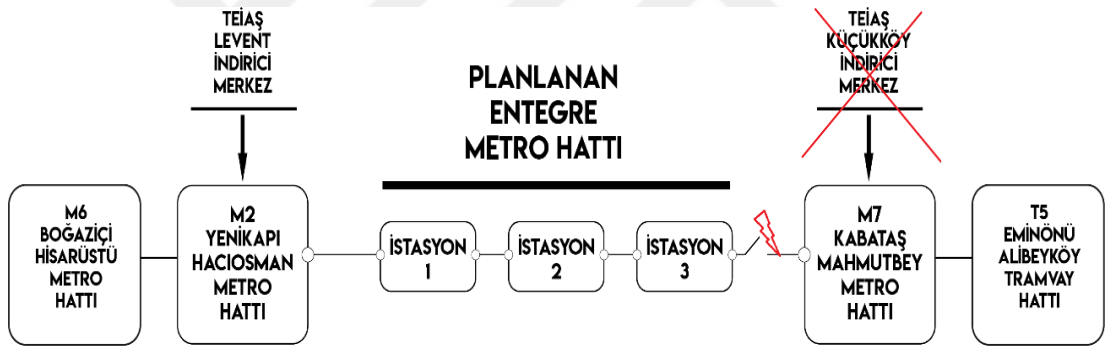 TEİAŞ
LEVENT
İNDİRİCİ
MERKEZ
PLANLANAN
ENTEGRE
METRO HATTI
TEİAŞ
KÜÇÜKKÖY
İNDİRİCİ
MERKEZ
M6
BOĞAZİÇİ
HİSARÜSTÜ
METRO
HATTI
M2
YENİKAPI
HACIOSMAN
METRO
HATTI
İSTASYON
1
İSTASYON
2
İSTASYON
3
M7
KABATAŞ
MAHMUTBEY
METRO
HATTI
T5
EMİNÖNÜ
ALİBEYKÖY
TRAMVAY
HATTI